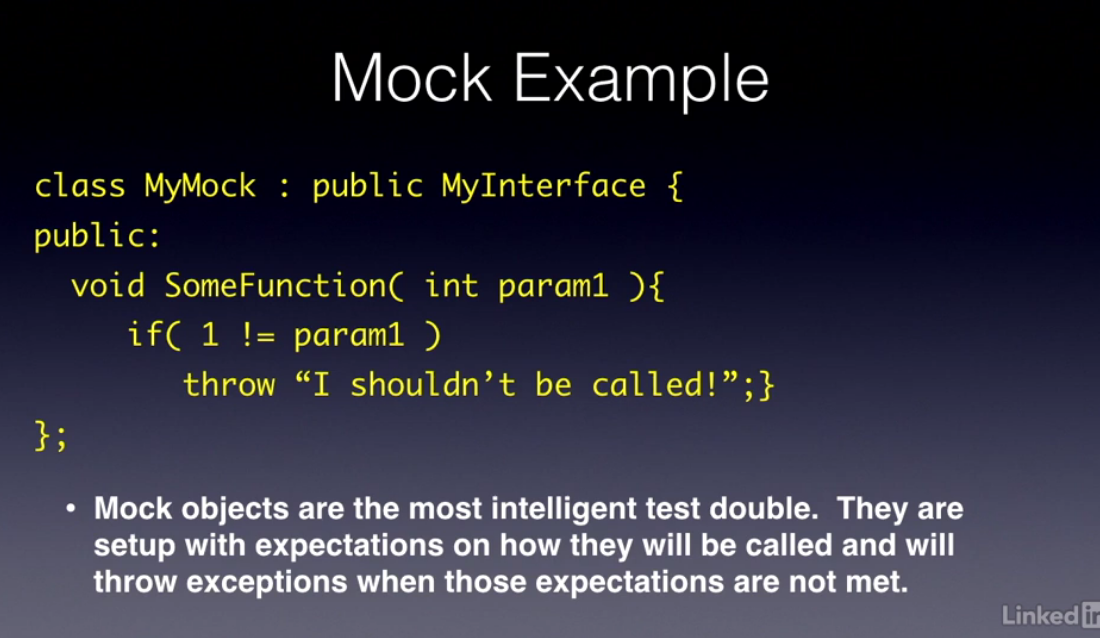 Mock Example
class MyMock : public MyInterface {
public:
  void SomeFunction( int param1 ){
     if( 1 != param1 )
        throw “I shouldn’t be called!”;}
};
• Mock objects are the most intelligent test double.  They are
setup with expectations on how they will be called and will
throw exceptions when those expectations are not met.
Linked in